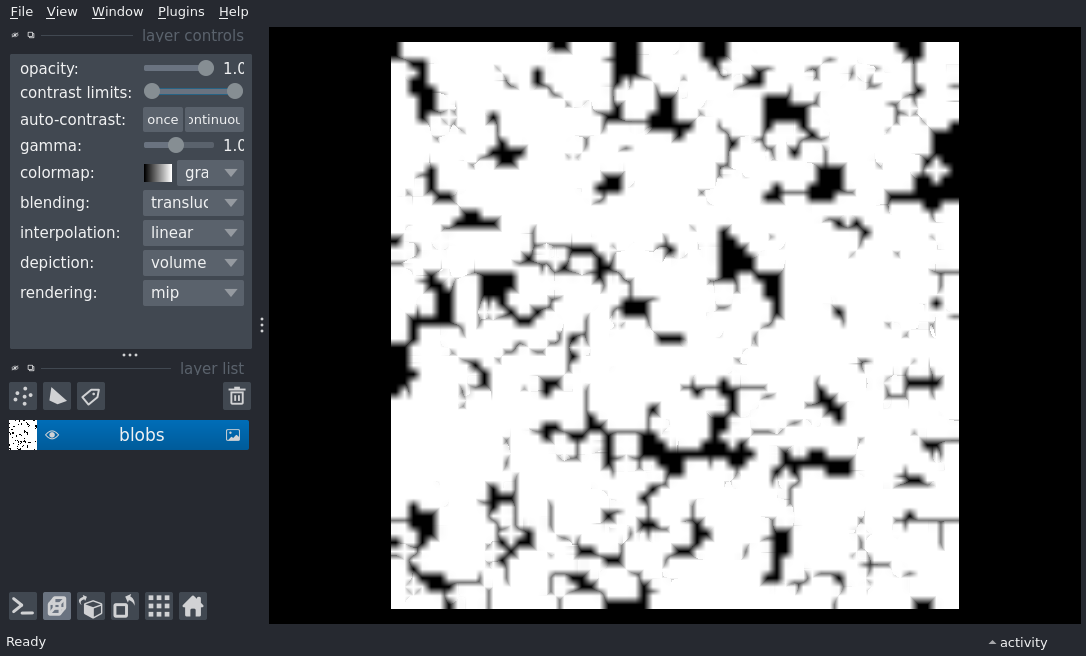 File View Window Plugins Help
layer controls
opacity: 1.0
contrast limits:
auto-contrast: once ontinuou
gamma: 1.0
colormap: gra
blending: transluc
interpolation: linear
depiction: volume
rendering: mip
layer list
blobs
Ready
activity